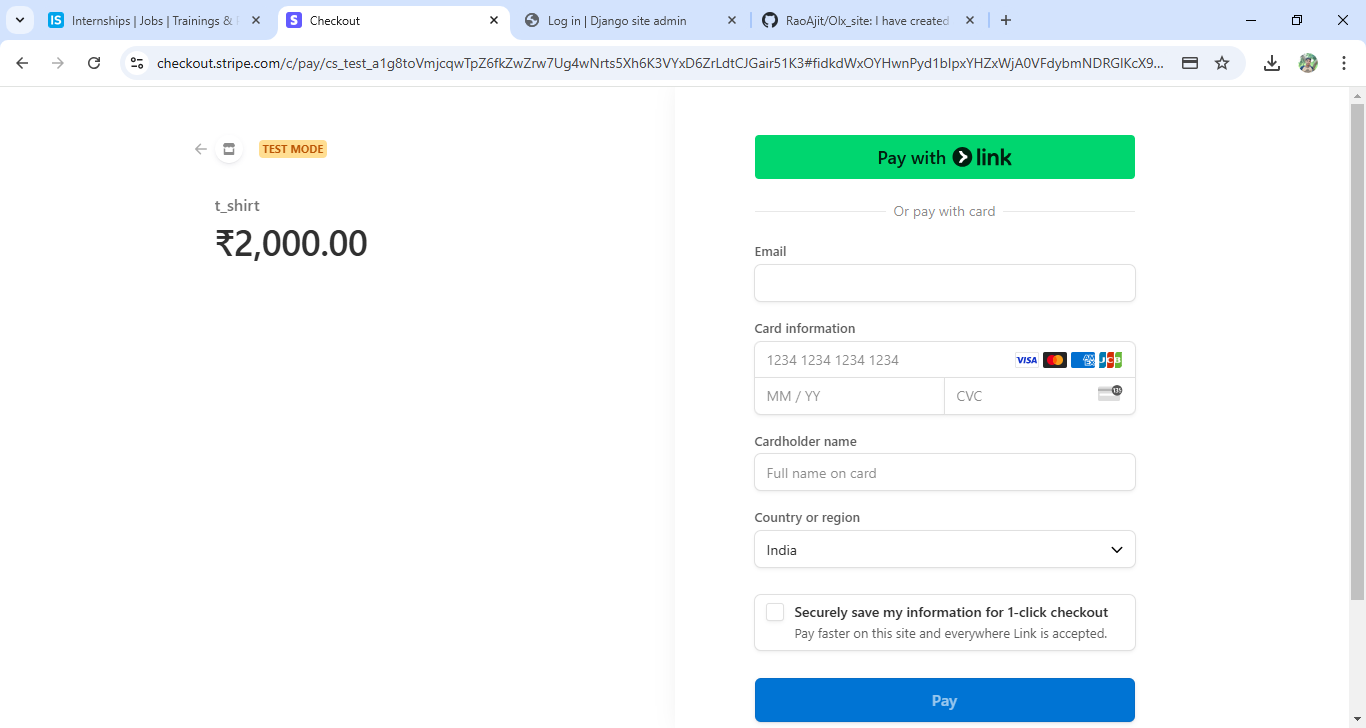 Internships | Jobs | Trainings &
Checkout
Log in | Django site admin
RaoAjit/Olx_site: I have created
checkout.stripe.com/c/pay/
TEST MODE
t_shirt
₹2,000.00
Pay with link
Or pay with card
Email
Card information
1234 1234 1234 1234
VISA
JCB
MM / YY
CVC
135
Cardholder name
Full name on card
Country or region
India
Securely save my information for 1-click checkout
Pay faster on this site and everywhere Link is accepted.
Pay